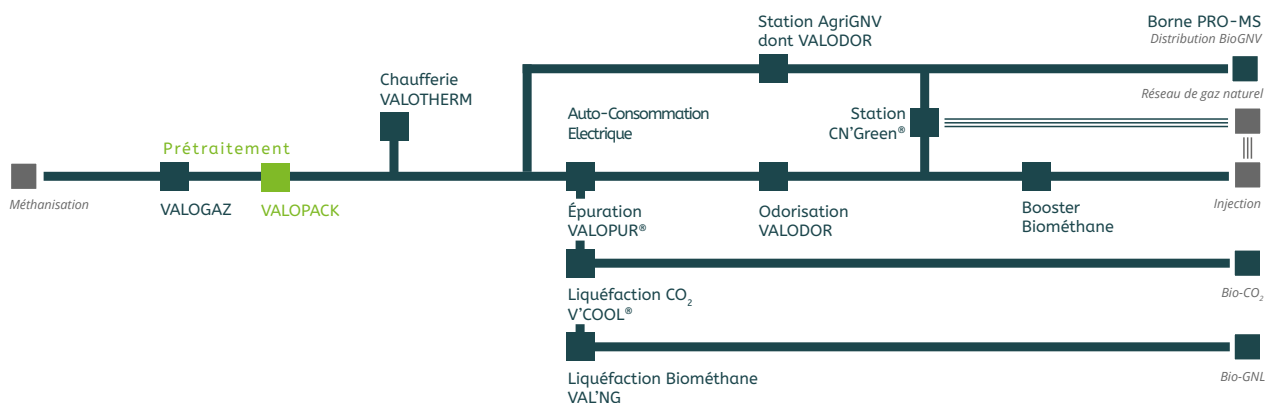 Station AgriGNV
dont VALODOR
Borne PRO-MS
Distribution BioGNV
Chaufferie
VALOTHERM
Réseau de gaz naturel
Auto-Consommation
Electrique
Station
CN'Green®
Prétraitement
Méthanisation
VALOGAZ
VALOPACK
Épuration
VALOPUR®
Odorisation
VALODOR
Booster
Biométhane
Injection
Liquéfaction CO₂
V'COOL®
Bio-CO₂
Liquéfaction Biométhane
VAL'NG
Bio-GNL